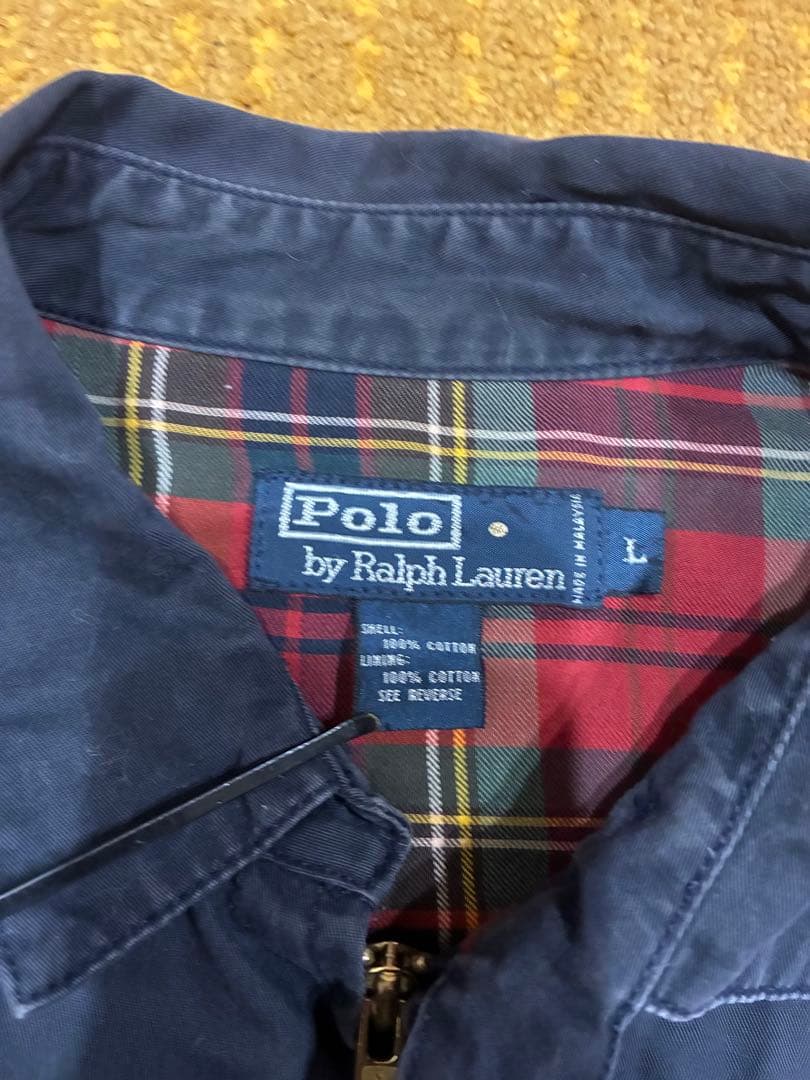 Polo
by Ralph Lauren
MADE IN MALAYSIA
L
SHELL:
100% COTTON
LINING:
100% COTTON
SEE REVERSE